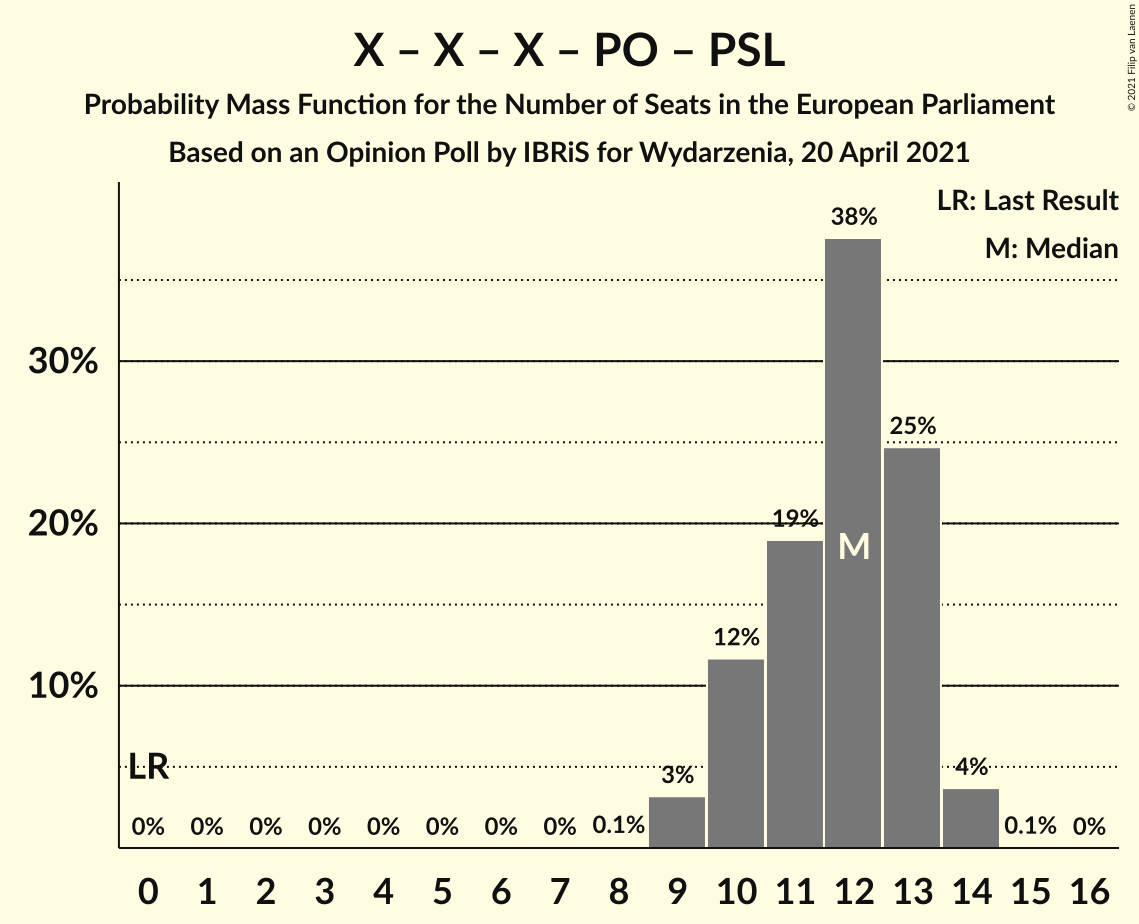 X – X – X – PO – PSL
Probability Mass Function for the Number of Seats in the European Parliament
Based on an Opinion Poll by IBRiS for Wydarzenia, 20 April 2021
© 2021 Filip van Laenen
LR: Last Result
M: Median
38%
30%
25%
20%
19%
M
12%
10%
LR
3%
4%
0% 0% 0% 0% 0% 0% 0% 0% 0.1% 0.1% 0%
0 1 2 3 4 5 6 7 8 9 10 11 12 13 14 15 16